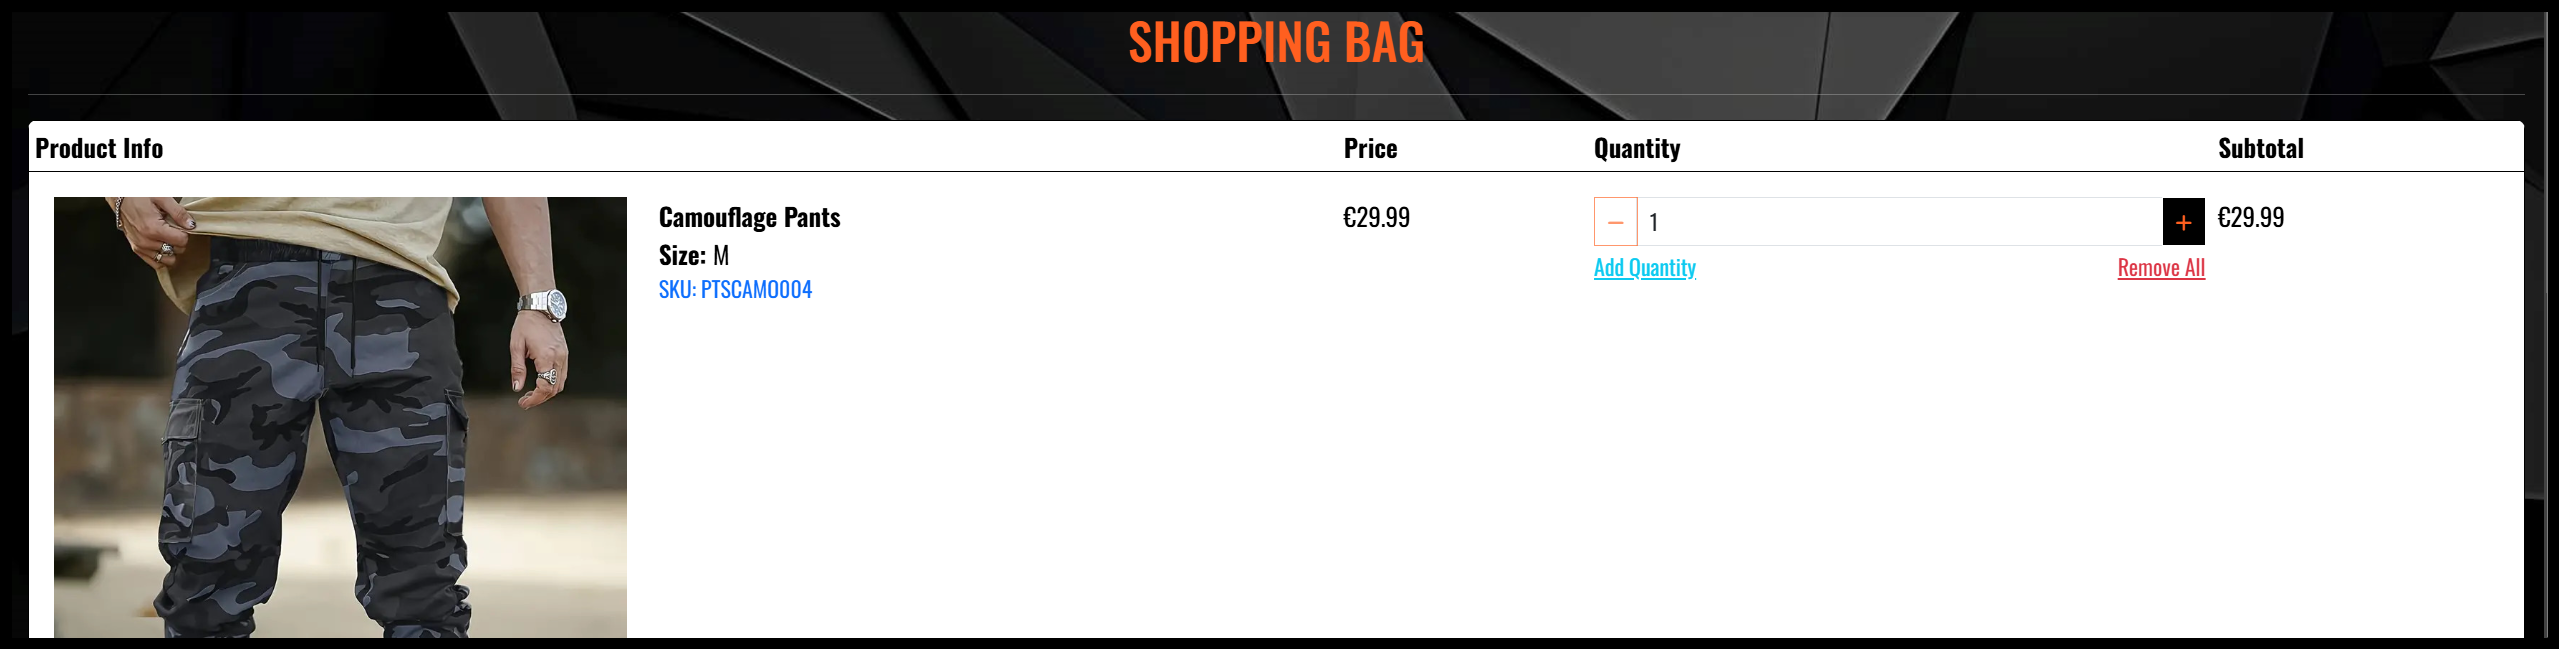 SHOPPING BAG
Product Info Price Quantity Subtotal
Camouflage Pants €29.99 − 1 + €29.99
Size: M
Add Quantity Remove All
SKU: PTSCAMO004